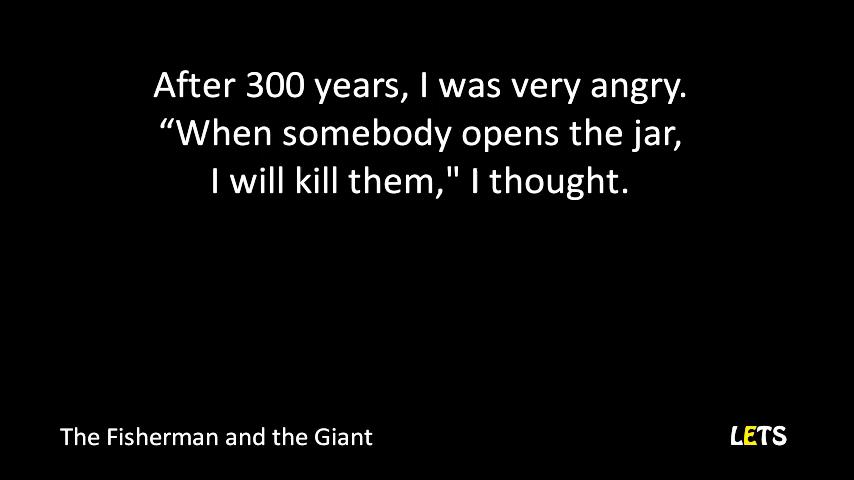 After 300 years, I was very angry.
“When somebody opens the jar,
I will kill them," I thought.
The Fisherman and the Giant
LETS